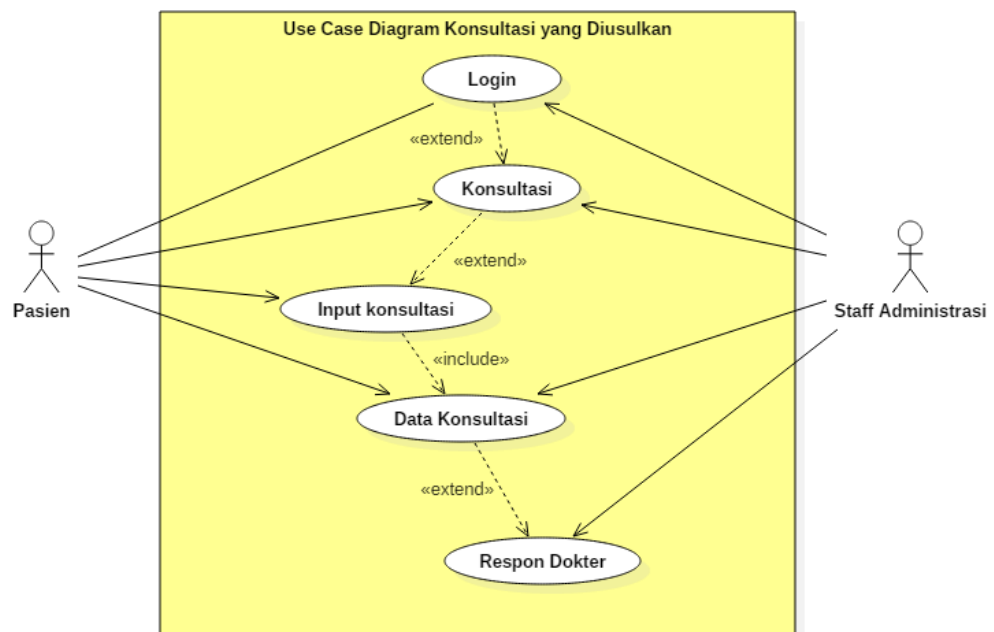 Use Case Diagram Konsultasi yang Diusulkan
Login
«extend»
Konsultasi
«extend»
Pasien
Input konsultasi
Staff Administrasi
«include»
Data Konsultasi
«extend»
Respon Dokter